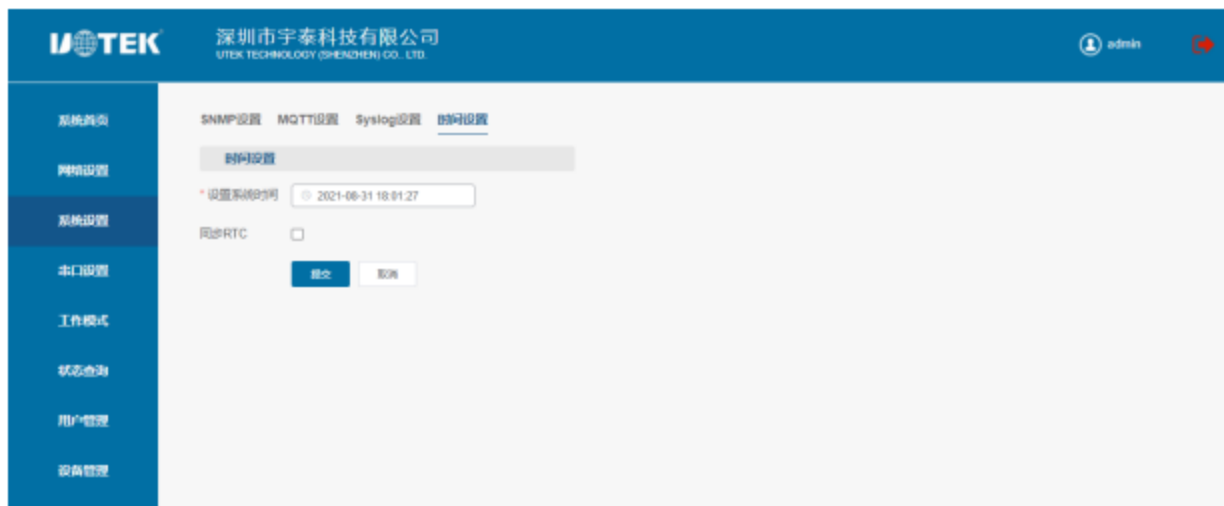 UOTEK
深圳市宇泰科技有限公司
UTEK TECHNOLOGY (SHENZHEN) CO., LTD.
admin
系统首页
网络设置
系统设置
串口设置
工作模式
状态查询
用户管理
设备管理
SNMP设置 MQTT设置 Syslog设置 时间设置
时间设置
* 设置系统时间 2021-08-31 18:01:27
同步RTC
提交 取消